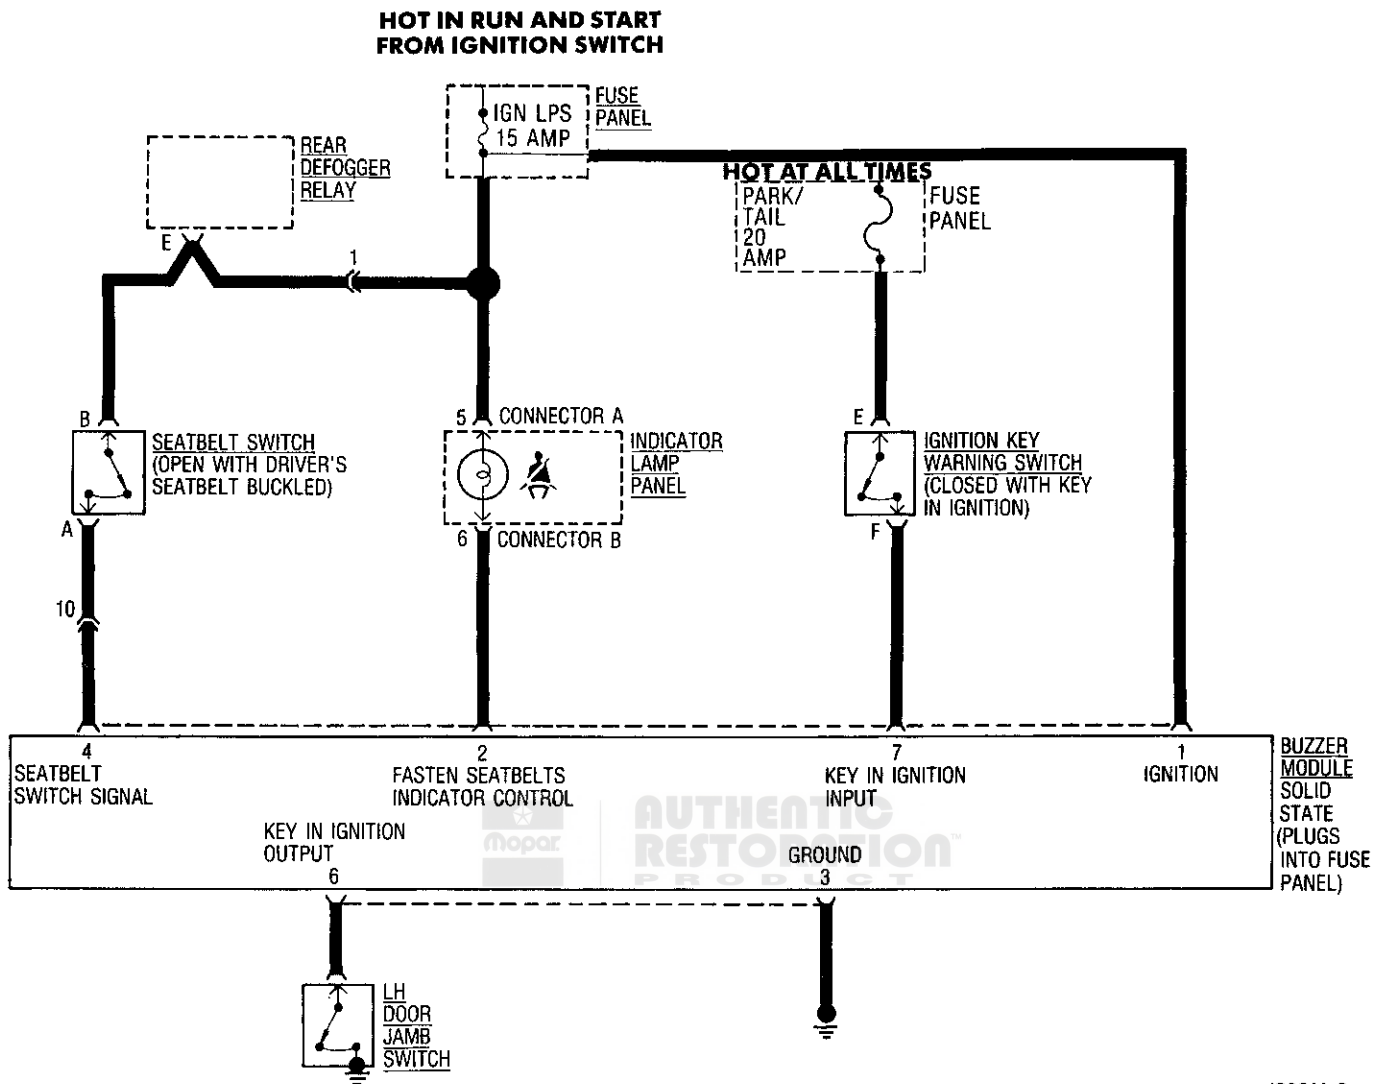 HOT IN RUN AND START
FROM IGNITION SWITCH
IGN LPS
15 AMP
FUSE
PANEL
REAR
DEFOGGER
RELAY
HOT AT ALL TIMES
PARK/
TAIL
20
AMP
FUSE
PANEL
E
1
B
SEATBELT SWITCH
(OPEN WITH DRIVER'S
SEATBELT BUCKLED)
A
10
5 CONNECTOR A
INDICATOR
LAMP
PANEL
6 CONNECTOR B
E
IGNITION KEY
WARNING SWITCH
(CLOSED WITH KEY
IN IGNITION)
F
4
SEATBELT
SWITCH SIGNAL
2
FASTEN SEATBELTS
INDICATOR CONTROL
7
KEY IN IGNITION
INPUT
1
IGNITION
BUZZER
MODULE
SOLID
STATE
(PLUGS
INTO FUSE
PANEL)
KEY IN IGNITION
OUTPUT
6
GROUND
3
Mopar
AUTHENTIC
RESTORATION™
PRODUCT
LH
DOOR
JAMB
SWITCH